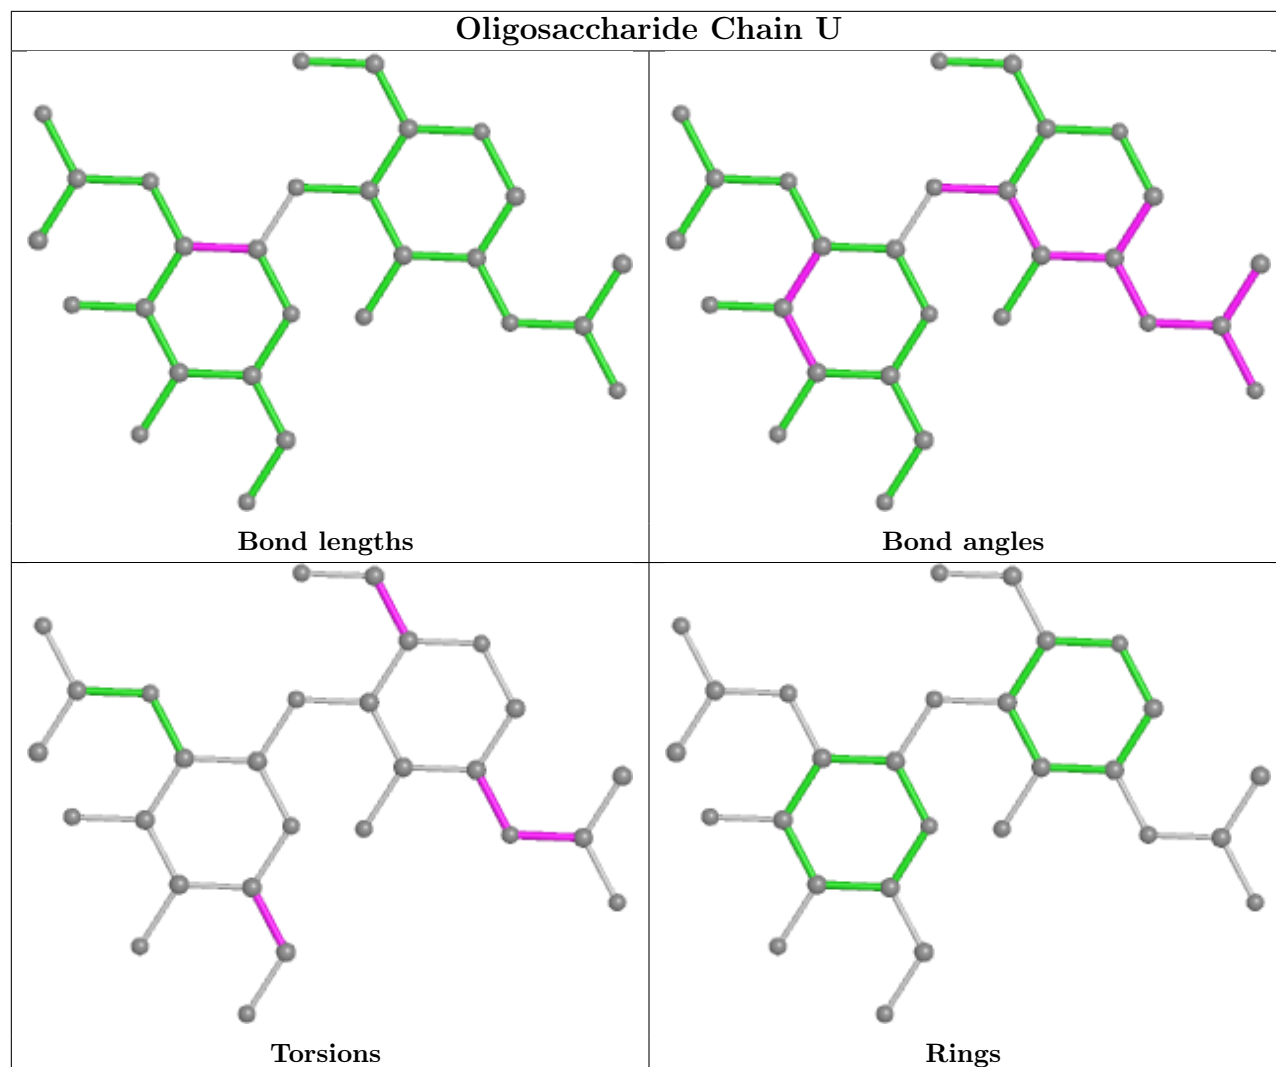 Oligosaccharide Chain U
Bond lengths
Bond angles
Torsions
Rings